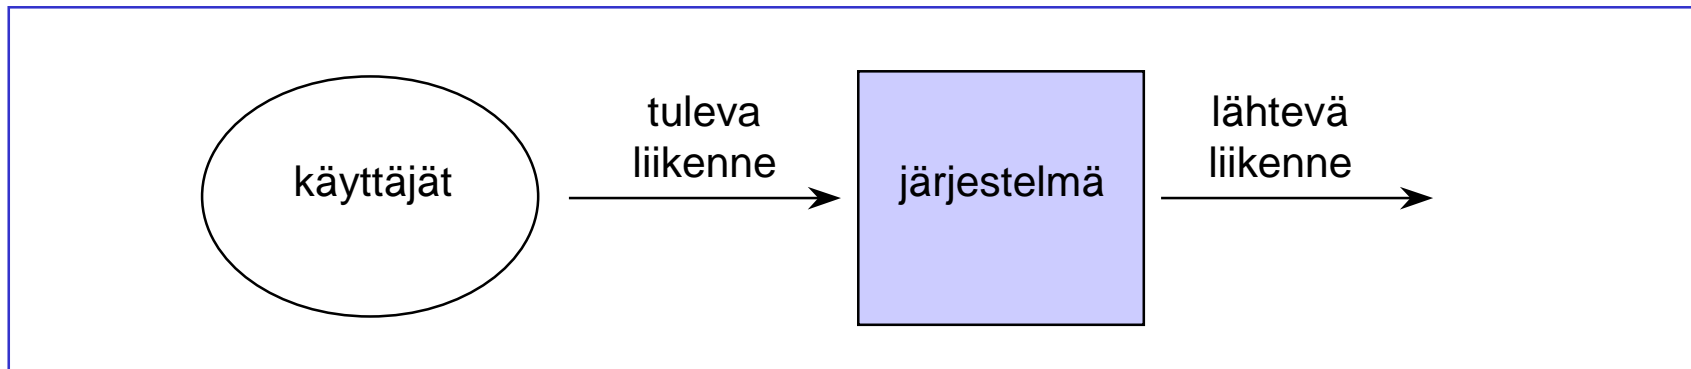 käyttäjät
tuleva
liikenne
järjestelmä
lähtevä
liikenne